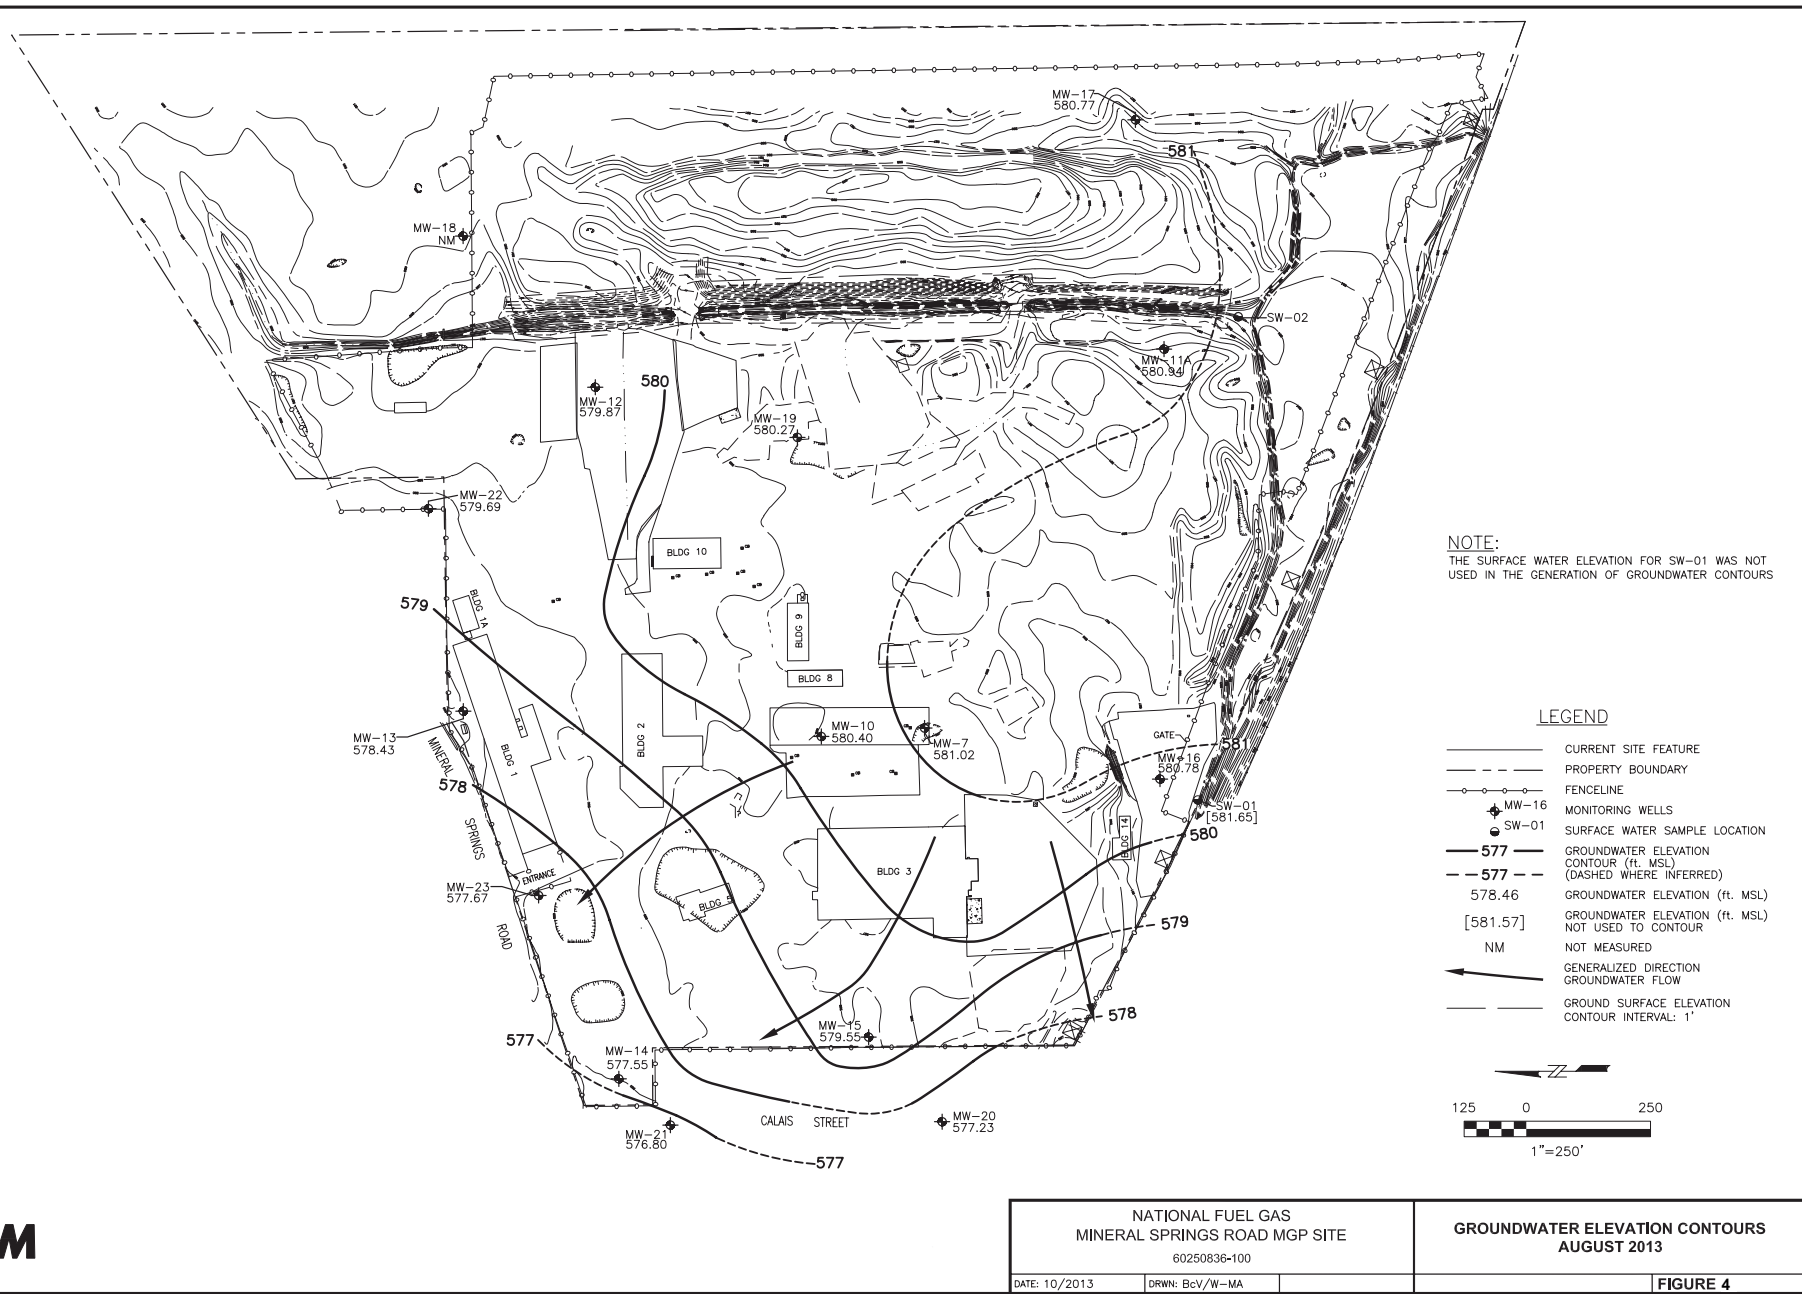 MW-17
580.77
581
MW-18
NM
SW-02
MW-11A
580.94
580
MW-12
579.87
MW-19
580.27
MW-22
579.69
BLDG 10
579
BLDG 1A
BLDG 9
BLDG 8
BLDG 2
BLDG 1
MW-13
578.43
MINERAL
SPRINGS
ROAD
MW-10
580.40
MW-7
581.02
GATE
581
MW-16
580.78
SW-01
[581.65]
578
BLDG 14
580
BLDG 3
ENTRANCE
MW-23
577.67
BLDG 5
579
578
MW-15
579.55
577
MW-14
577.55
CALAIS STREET
MW-20
577.23
MW-21
576.80
577
NOTE:
THE SURFACE WATER ELEVATION FOR SW-01 WAS NOT
USED IN THE GENERATION OF GROUNDWATER CONTOURS
LEGEND
CURRENT SITE FEATURE
PROPERTY BOUNDARY
FENCELINE
MW-16 MONITORING WELLS
SW-01 SURFACE WATER SAMPLE LOCATION
577 GROUNDWATER ELEVATION
CONTOUR (ft. MSL)
577 (DASHED WHERE INFERRED)
578.46 GROUNDWATER ELEVATION (ft. MSL)
[581.57] GROUNDWATER ELEVATION (ft. MSL)
NOT USED TO CONTOUR
NM NOT MEASURED
GENERALIZED DIRECTION
GROUNDWATER FLOW
GROUND SURFACE ELEVATION
CONTOUR INTERVAL: 1'
Z
125 0 250
1"=250'
M
NATIONAL FUEL GAS
MINERAL SPRINGS ROAD MGP SITE
60250836-100
GROUNDWATER ELEVATION CONTOURS
AUGUST 2013
DATE: 10/2013
DRWN: BcV/W-MA
FIGURE 4